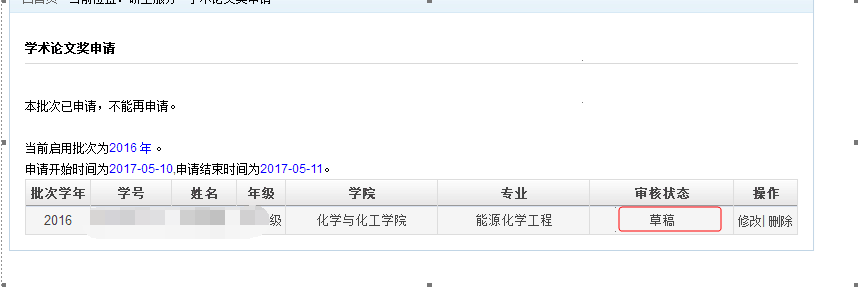 学术论文奖申请
本批次已申请，不能再申请。
当前启用批次为2016 年 。
申请开始时间为2017-05-10,申请结束时间为2017-05-11。
批次学年 学号 姓名 年级 学院 专业 审核状态 操作
2016 级 化学与化工学院 能源化学工程 草稿 修改| 删除